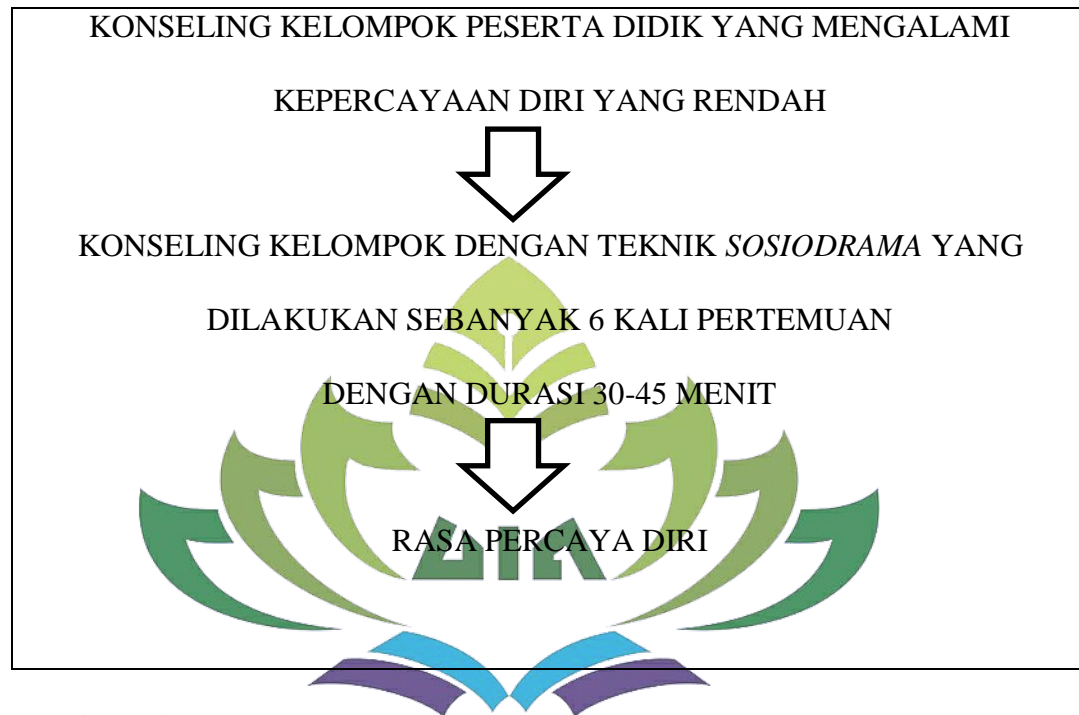 KONSELING KELOMPOK PESERTA DIDIK YANG MENGALAMI
KEPERCAYAAN DIRI YANG RENDAH
KONSELING KELOMPOK DENGAN TEKNIK SOSIODRAMA YANG
DILAKUKAN SEBANYAK 6 KALI PERTEMUAN
DENGAN DURASI 30-45 MENIT
RASA PERCAYA DIRI